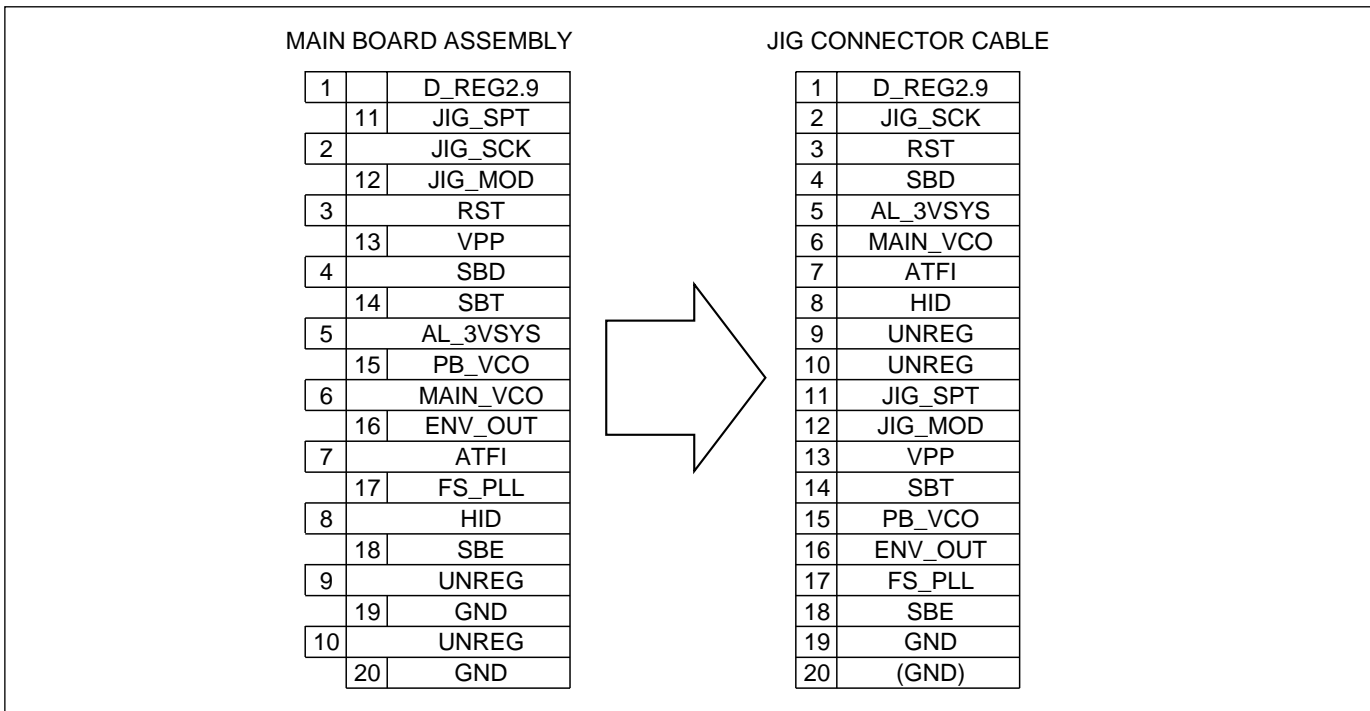 MAIN BOARD ASSEMBLY
1 D_REG2.9
11 JIG_SPT
2 JIG_SCK
12 JIG_MOD
3 RST
13 VPP
4 SBD
14 SBT
5 AL_3VSYS
15 PB_VCO
6 MAIN_VCO
16 ENV_OUT
7 ATFI
17 FS_PLL
8 HID
18 SBE
9 UNREG
19 GND
10 UNREG
20 GND
JIG CONNECTOR CABLE
1 D_REG2.9
2 JIG_SCK
3 RST
4 SBD
5 AL_3VSYS
6 MAIN_VCO
7 ATFI
8 HID
9 UNREG
10 UNREG
11 JIG_SPT
12 JIG_MOD
13 VPP
14 SBT
15 PB_VCO
16 ENV_OUT
17 FS_PLL
18 SBE
19 GND
20 (GND)